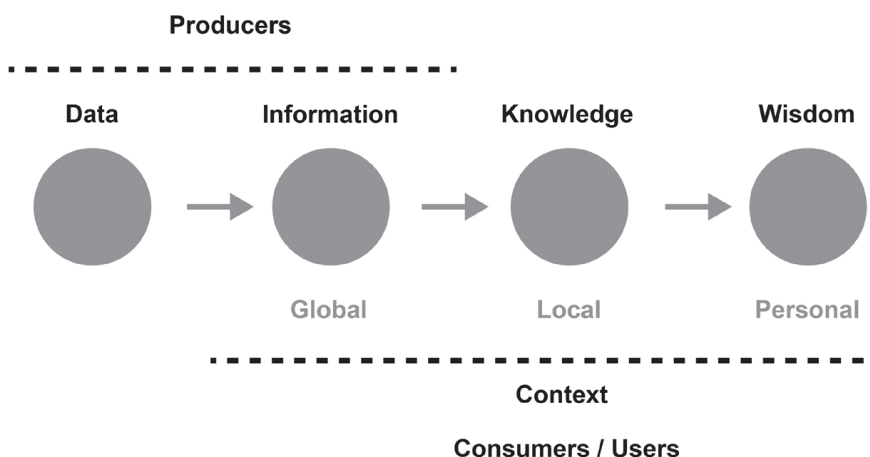 Producers
Data Information Knowledge Wisdom
Global Local Personal
Context
Consumers / Users